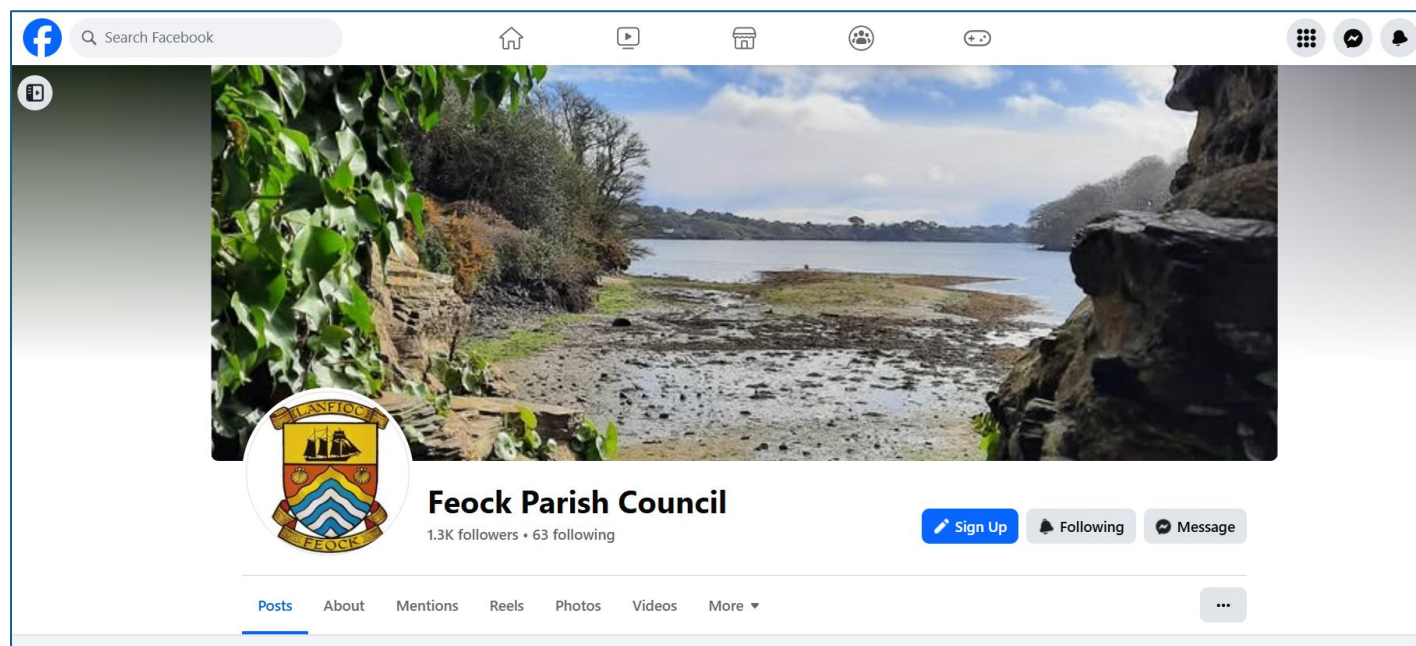 Search Facebook
LANFIOC
FEOCK
Feock Parish Council
1.3K followers • 63 following
Sign Up
Following
Message
Posts About Mentions Reels Photos Videos More